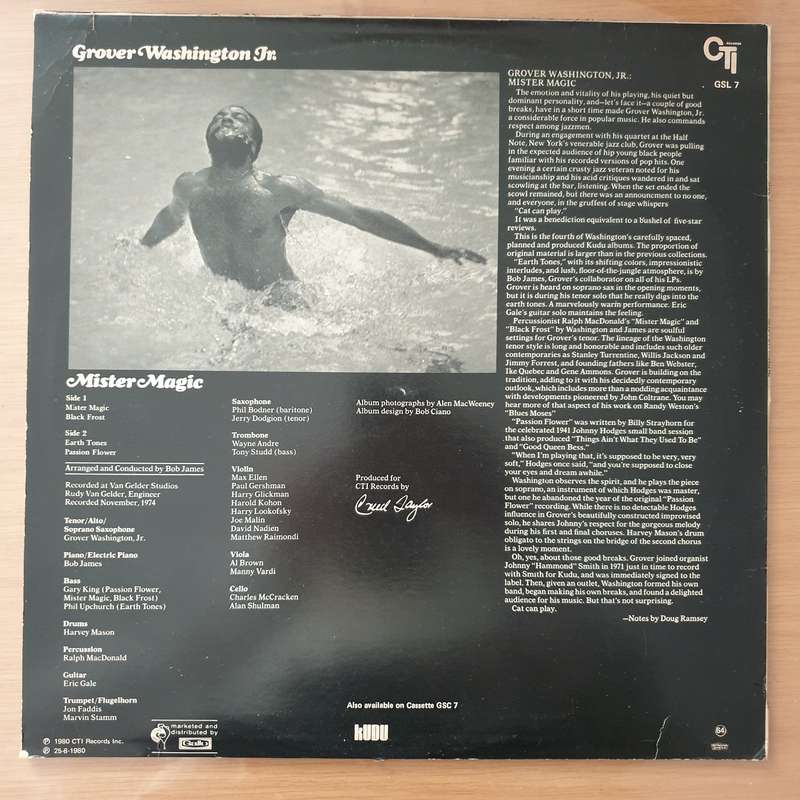 Grover Washington Jr.
CTI
RECORDS
GSL 7
GROVER WASHINGTON, JR.:
MISTER MAGIC
The emotion and vitality of his playing, his quiet but
dominant personality, and—let's face it—a couple of good
breaks, have in a short time made Grover Washington, Jr.
a considerable force in popular music. He also commands
respect among jazzmen.
During an engagement with his quartet at the Half
Note, New York's venerable jazz club, Grover was pulling
in the expected audience of hip young black people
familiar with his recorded versions of pop hits. One
evening a certain crusty jazz veteran noted for his
musicianship and his acid critiques wandered in and sat
scowling at the bar, listening. When the set ended the
scowl remained, but there was an announcment to no one,
and everyone, in the gruffest of stage whispers
"Cat can play."
It was a benediction equivalent to a bushel of five-star
reviews.
This is the fourth of Washington's carefully spaced,
planned and produced Kudu albums. The proportion of
original material is larger than in the previous collections.
"Earth Tones," with its shifting colors, impressionistic
interludes, and lush, floor-of-the-jungle atmosphere, is by
Bob James, Grover's collaborator on all of his LPs.
Grover is heard on soprano sax in the opening moments,
but it is during his tenor solo that he really digs into the
earth tones. A marvelously warm performance. Eric
Gale's guitar solo maintains the feeling.
Percussionist Ralph MacDonald's "Mister Magic" and
"Black Frost" by Washington and James are soulful
settings for Grover's tenor. The lineage of the Washington
tenor style is long and honorable and includes such older
contemporaries as Stanley Turrentine, Willis Jackson and
Jimmy Forrest, and founding fathers like Ben Webster,
Ike Quebec and Gene Ammons. Grover is building on the
tradition, adding to it with his decidedly contemporary
outlook, which includes more than a nodding acquaintance
with developments pioneered by John Coltrane. You may
hear more of that aspect of his work on Randy Weston's
"Blues Moses"
"Passion Flower" was written by Billy Strayhorn for
the celebrated 1941 Johnny Hodges small band session
that also produced "Things Ain't What They Used To Be"
and "Good Queen Bess."
"When I'm playing that, it's supposed to be very, very
soft," Hodges once said, "and you're supposed to close
your eyes and dream awhile."
Washington observes the spirit, and he plays the piece
on soprano, an instrument of which Hodges was master,
but one he abandoned the year of the original "Passion
Flower" recording. While there is no detectable Hodges
influence in Grover's beautifully constructed improvised
solo, he shares Johnny's respect for the gorgeous melody
during his first and final choruses. Harvey Mason's drum
obligato to the strings on the bridge of the second chorus
is a lovely moment.
Oh, yes, about those good breaks. Grover joined organist
Johnny "Hammond" Smith in 1971 just in time to record
with Smith for Kudu, and was immediately signed to the
label. Then, given an outlet, Washington formed his own
band, began making his own breaks, and found a delighted
audience for his music. But that's not surprising.
Cat can play.
—Notes by Doug Ramsey
Mister Magic
Side 1
Mister Magic
Black Frost
Side 2
Earth Tones
Passion Flower
Arranged and Conducted by Bob James
Recorded at Van Gelder Studios
Rudy Van Gelder, Engineer
Recorded November, 1974
Tenor/Alto/
Soprano Saxophone
Grover Washington, Jr.
Piano/Electric Piano
Bob James
Bass
Gary King (Passion Flower,
Mister Magic, Black Frost)
Phil Upchurch (Earth Tones)
Drums
Harvey Mason
Percussion
Ralph MacDonald
Guitar
Eric Gale
Trumpet/Flugelhorn
Jon Faddis
Marvin Stamm
Saxophone
Phil Bodner (baritone)
Jerry Dodgion (tenor)
Trombone
Wayne Andre
Tony Studd (bass)
Violin
Max Ellen
Paul Gershman
Harry Glickman
Harold Kohon
Harry Lookofsky
Joe Malin
David Nadien
Matthew Raimondi
Viola
Al Brown
Manny Vardi
Cello
Charles McCracken
Alan Shulman
Album photographs by Alen MacWeeney
Album design by Bob Ciano
Produced for
CTI Records by
Creed Taylor
Also available on Cassette GSC 7
KUDU
marketed and
distributed by
Gallo
℗ 1980 CTI Records Inc.
℗ 25-8-1980
64